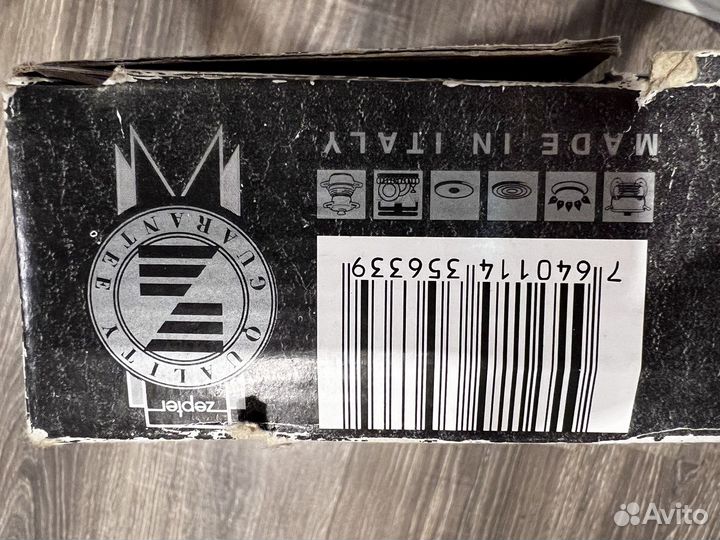 zepter
QUALITY GUARANTEE
Z
7 640114 356339
MADE IN ITALY
Avito